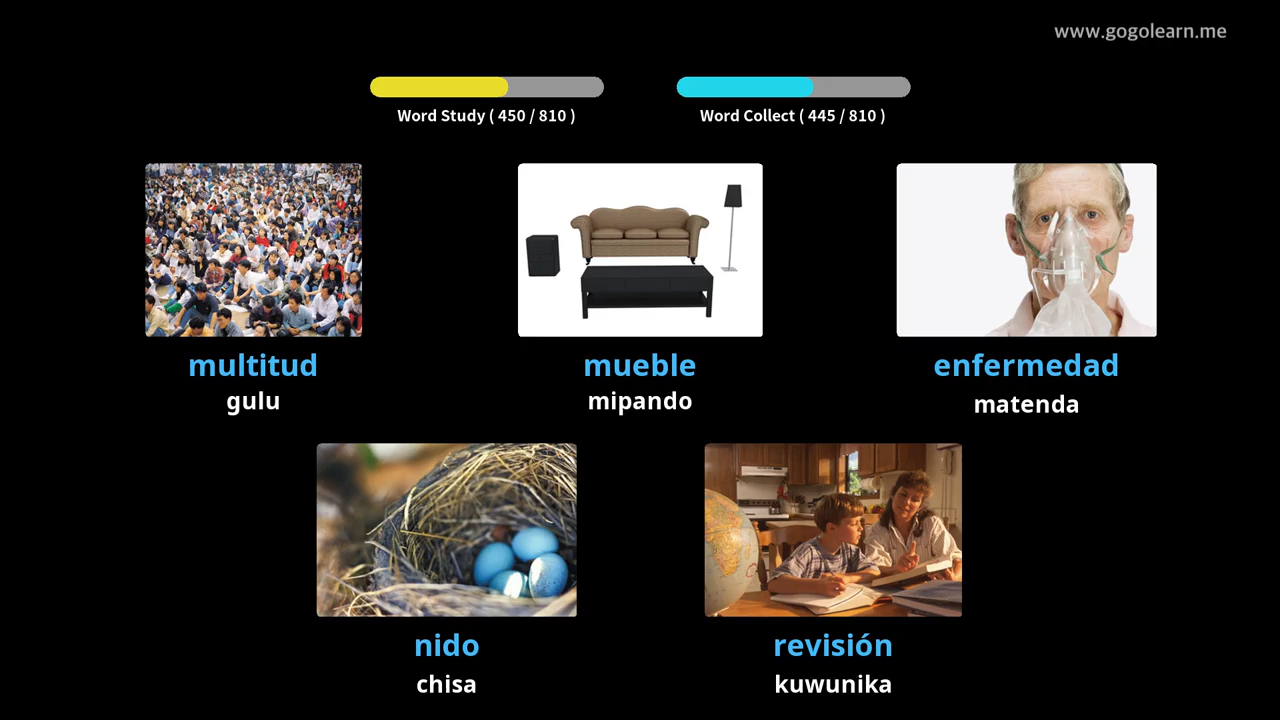 www.gogolearn.me
Word Study ( 450 / 810 )
Word Collect ( 445 / 810 )
multitud
gulu
mueble
mipando
enfermedad
matenda
nido
chisa
revisión
kuwunika